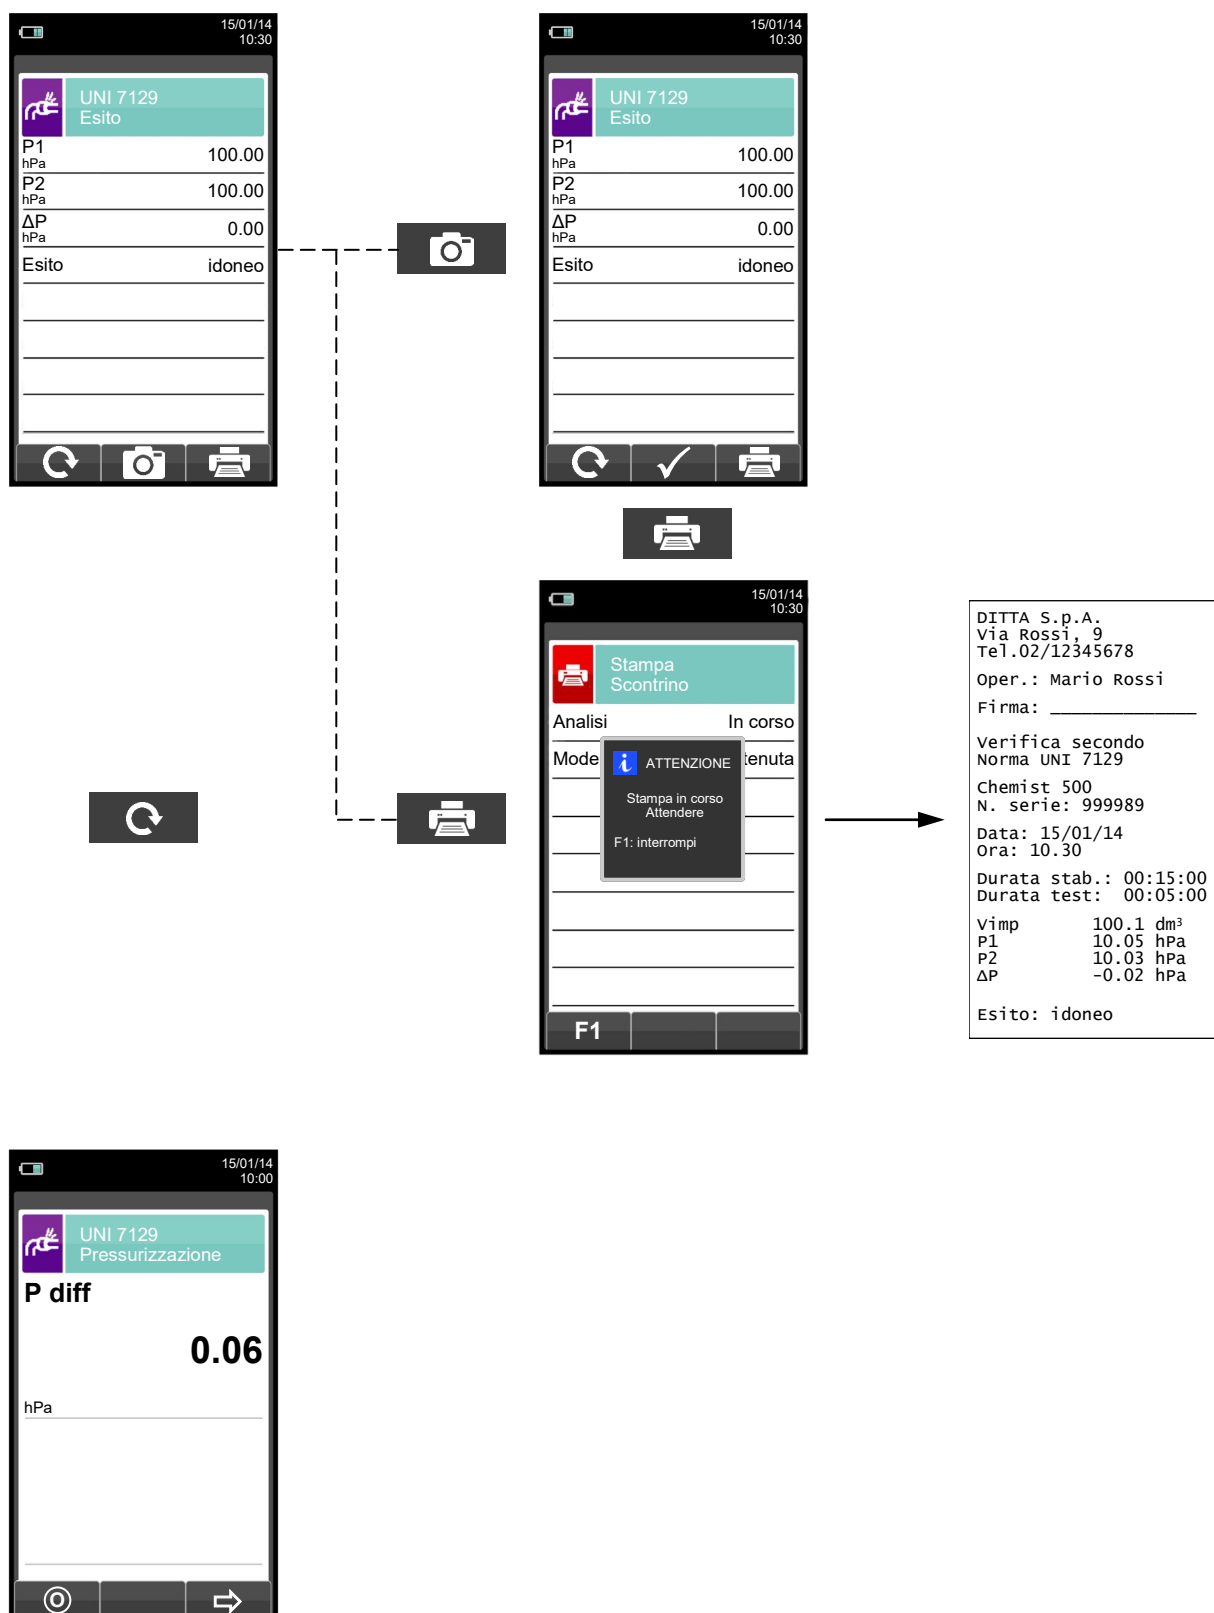 15/01/14
10:30
UNI 7129
Esito
P1
hPa
100.00
P2
hPa
100.00
ΔP
hPa
0.00
Esito idoneo
15/01/14
10:30
UNI 7129
Esito
P1
hPa
100.00
P2
hPa
100.00
ΔP
hPa
0.00
Esito idoneo
15/01/14
10:30
Stampa
Scontrino
Analisi In corso
Mode tenuta
i ATTENZIONE
Stampa in corso
Attendere
F1: interrompi
F1
DITTA S.p.A.
Via Rossi, 9
Tel.02/12345678
Oper.: Mario Rossi
Firma: ______________
Verifica secondo
Norma UNI 7129
Chemist 500
N. serie: 999989
Data: 15/01/14
Ora: 10.30
Durata stab.: 00:15:00
Durata test: 00:05:00
Vimp 100.1 dm³
P1 10.05 hPa
P2 10.03 hPa
ΔP -0.02 hPa
Esito: idoneo
15/01/14
10:00
UNI 7129
Pressurizzazione
P diff
0.06
hPa